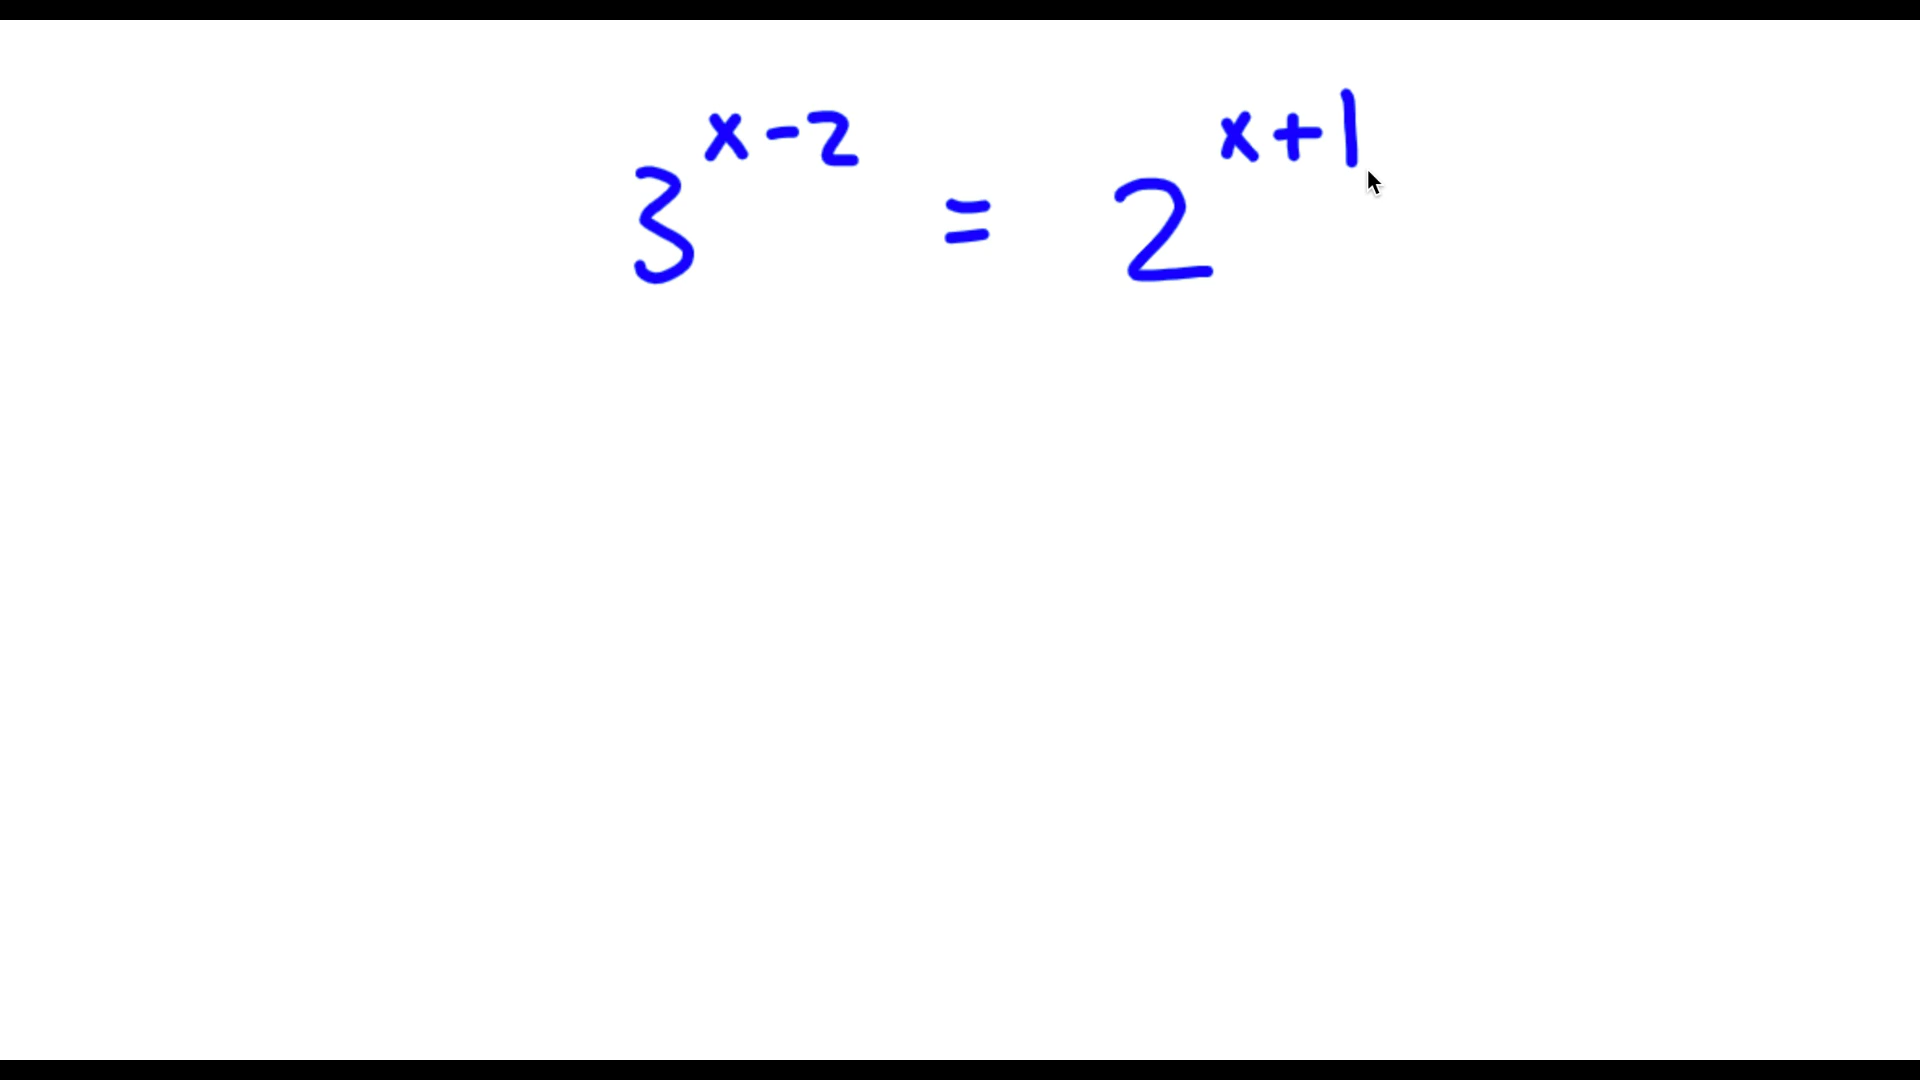 3^{x-2} = 2^{x+1}